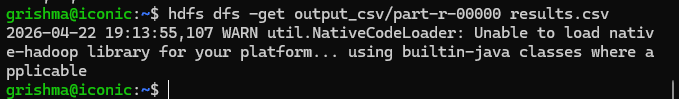 grishma@iconic:~$ hdfs dfs -get output_csv/part-r-00000 results.csv
2026-04-22 19:13:55,107 WARN util.NativeCodeLoader: Unable to load nativ
e-hadoop library for your platform... using builtin-java classes where a
pplicable
grishma@iconic:~$